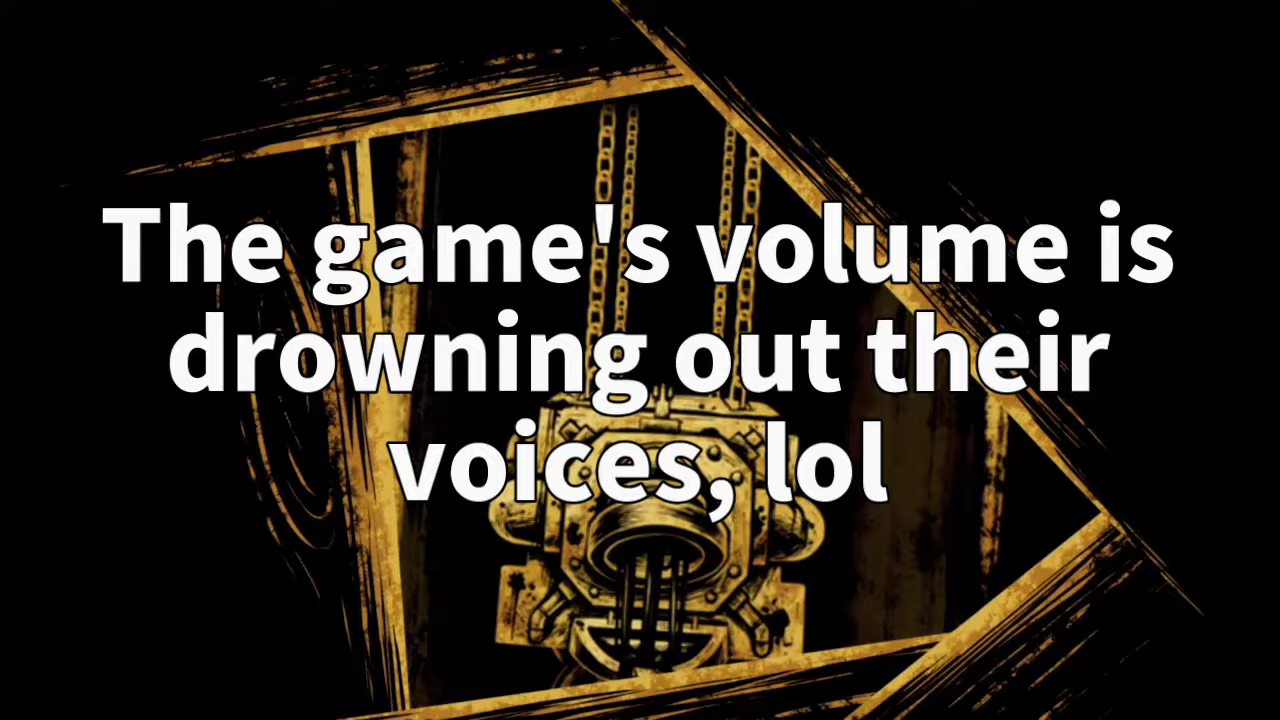 The game's volume is
drowning out their
voices, lol